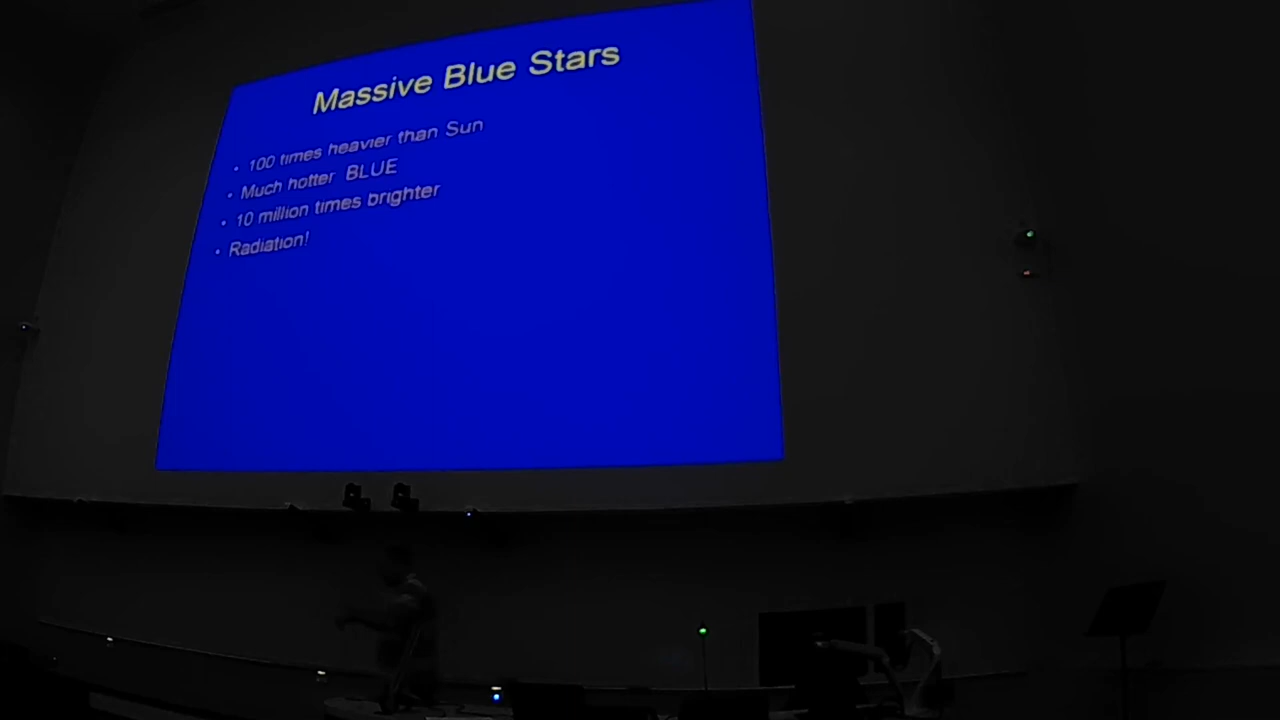 Massive Blue Stars
• 100 times heavier than Sun
• Much hotter BLUE
• 10 million times brighter
• Radiation!